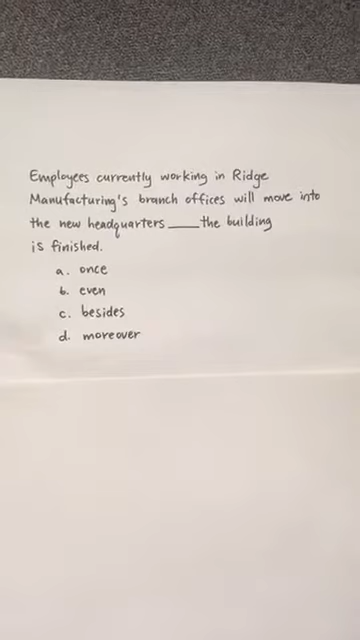 Employees currently working in Ridge
Manufacturing's branch offices will move into
the new headquarters ____ the building
is finished.
a. once
b. even
c. besides
d. moreover